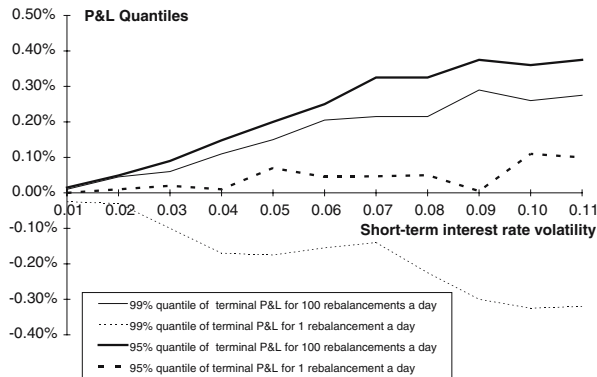 0.50%
P&L Quantiles
0.40%
0.30%
0.20%
0.10%
0.00%
0.01 0.02 0.03 0.04 0.05 0.06 0.07 0.08 0.09 0.10 0.11
-0.10%
Short-term interest rate volatility
-0.20%
-0.30%
-0.40%
99% quantile of terminal P&L for 100 rebalancements a day
99% quantile of terminal P&L for 1 rebalancement a day
95% quantile of terminal P&L for 100 rebalancements a day
95% quantile of terminal P&L for 1 rebalancement a day